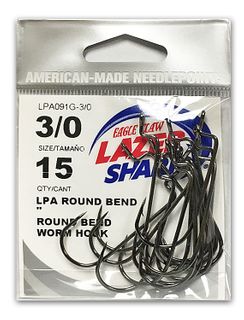 AMERICAN-MADE NEEDLEPOINT
LPA091G-3/0
3/0
SIZE/TAMAÑO
15
QTY/CANT
EAGLE CLAW
LAZER
SHARP
LPA ROUND BEND
"
ROUND BEND
WORM HOOK